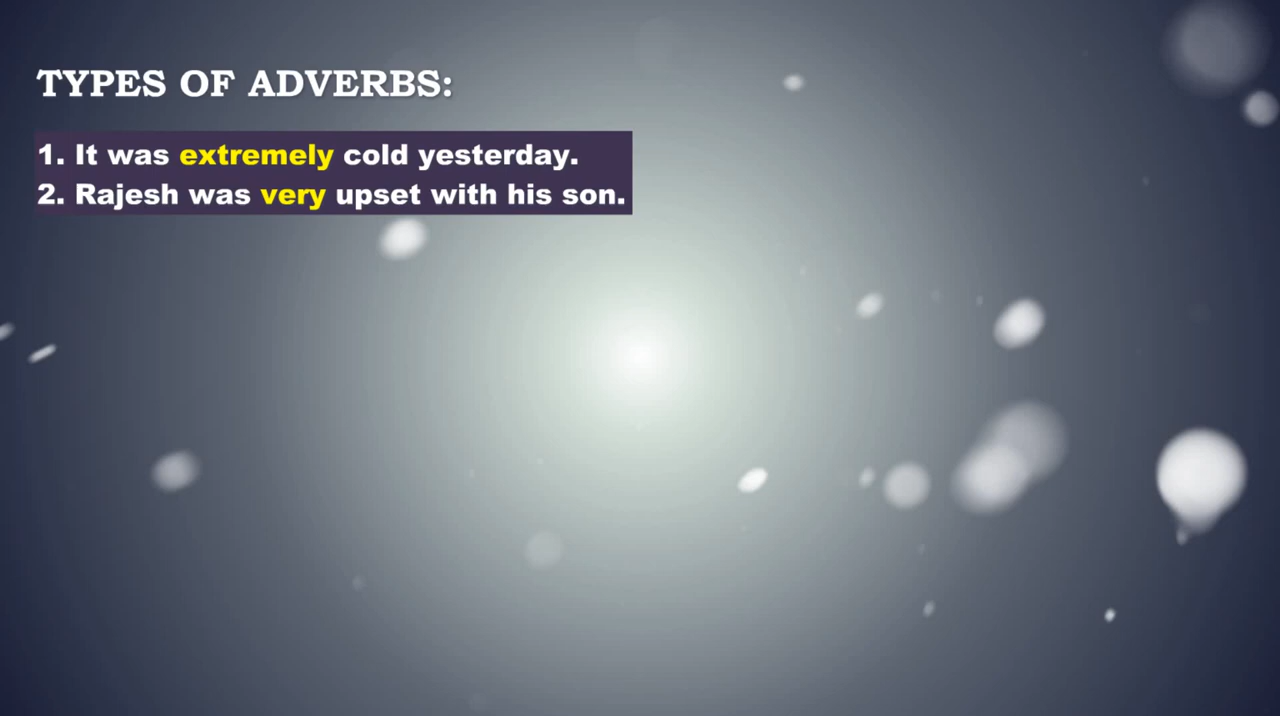 TYPES OF ADVERBS:
1. It was extremely cold yesterday.
2. Rajesh was very upset with his son.